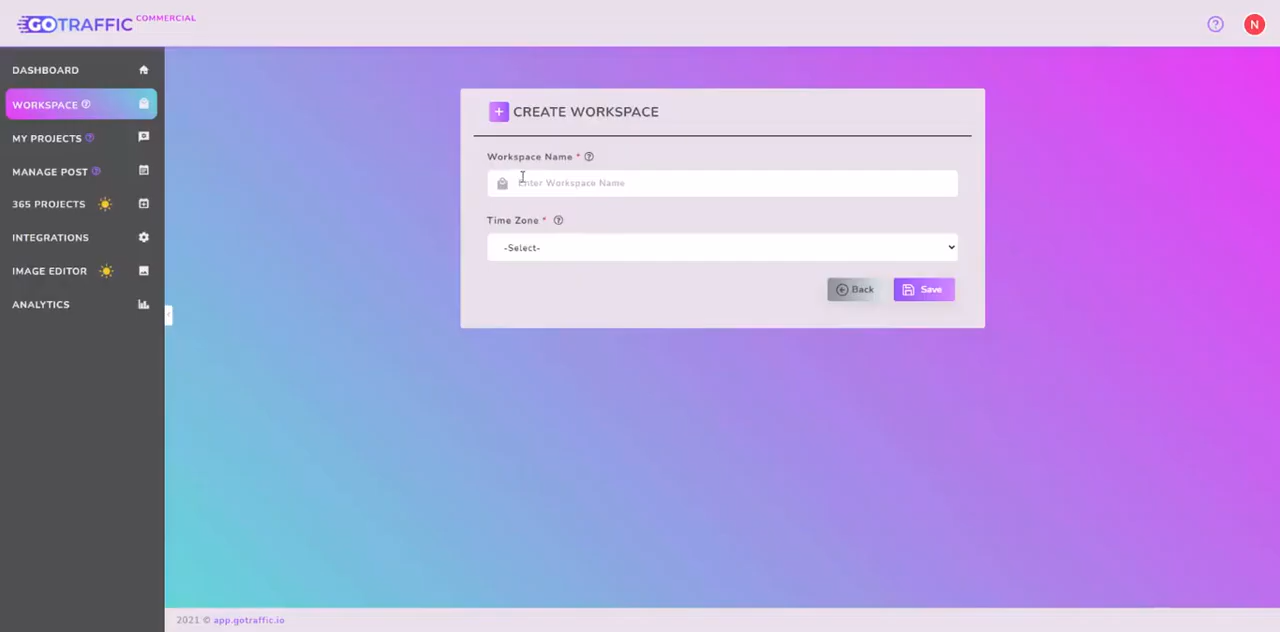 GOTRAFFIC COMMERCIAL
N
DASHBOARD
WORKSPACE
MY PROJECTS
MANAGE POST
365 PROJECTS
INTEGRATIONS
IMAGE EDITOR
ANALYTICS
+ CREATE WORKSPACE
Workspace Name *
Enter Workspace Name
Time Zone *
-Select-
Back
Save
2021 © app.gotraffic.io